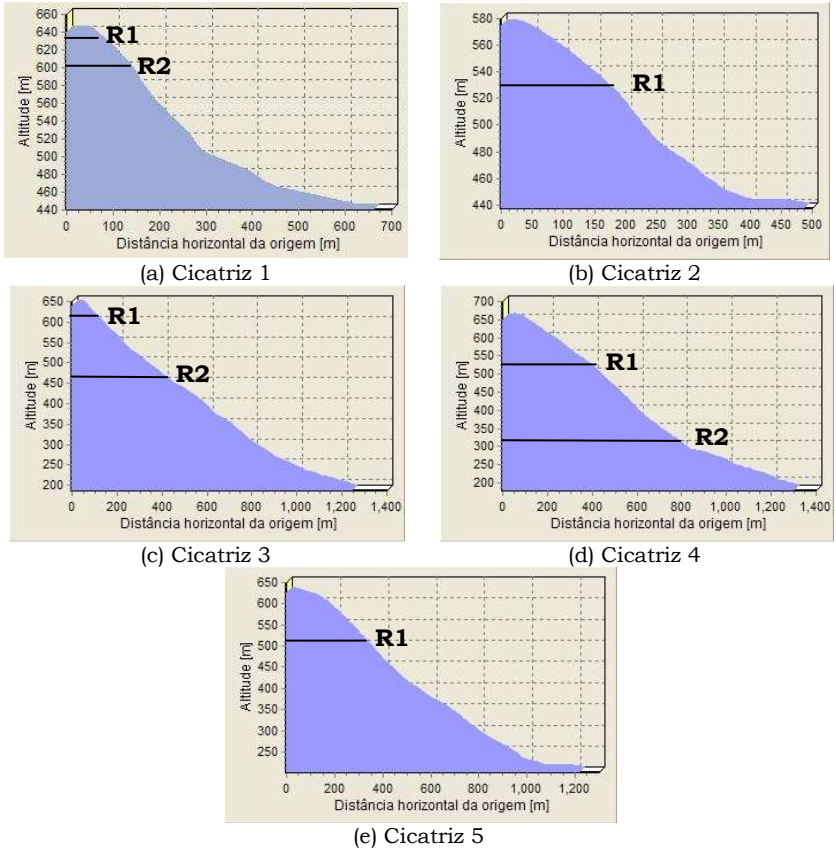 Altitude [m]
660
640
620
600
580
560
540
520
500
480
460
440
R1
R2
0 100 200 300 400 500 600 700
Distância horizontal da origem [m]
(a) Cicatriz 1
Altitude [m]
580
560
540
520
500
480
460
440
R1
0 50 100 150 200 250 300 350 400 450 500
Distância horizontal da origem [m]
(b) Cicatriz 2
Altitude [m]
650
600
550
500
450
400
350
300
250
200
R1
R2
0 200 400 600 800 1,000 1,200 1,400
Distância horizontal da origem [m]
(c) Cicatriz 3
Altitude [m]
700
650
600
550
500
450
400
350
300
250
200
R1
R2
0 200 400 600 800 1,000 1,200 1,400
Distância horizontal da origem [m]
(d) Cicatriz 4
Altitude [m]
650
600
550
500
450
400
350
300
250
R1
0 200 400 600 800 1,000 1,200
Distância horizontal da origem [m]
(e) Cicatriz 5